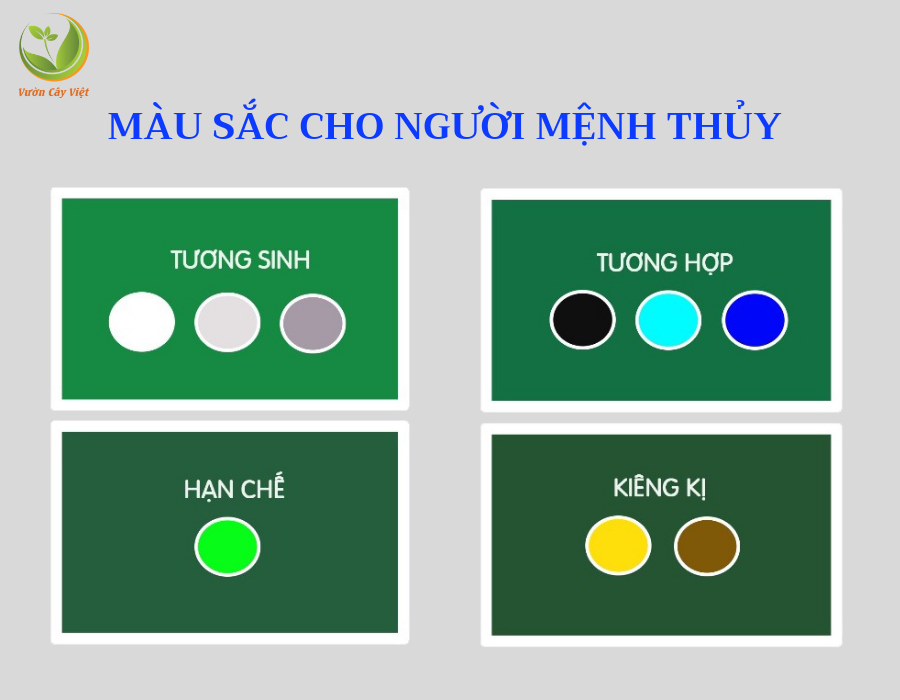 Vườn Cây Việt
MÀU SẮC CHO NGƯỜI MỆNH THỦY
TƯƠNG SINH
TƯƠNG HỢP
HẠN CHẾ
KIÊNG KỊ